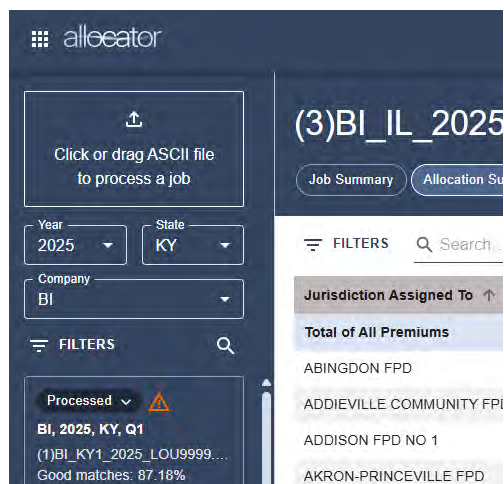 allocator
Click or drag ASCII file
to process a job
Year
2025
State
KY
Company
BI
FILTERS
Processed
BI, 2025, KY, Q1
(1)BI_KY1_2025_LOU9999....
Good matches: 87.18%
(3)BI_IL_2025
Job Summary
Allocation Su
FILTERS
Search...
Jurisdiction Assigned To
Total of All Premiums
ABINGDON FPD
ADDIEVILLE COMMUNITY FPD
ADDISON FPD NO 1
AKRON-PRINCEVILLE FPD